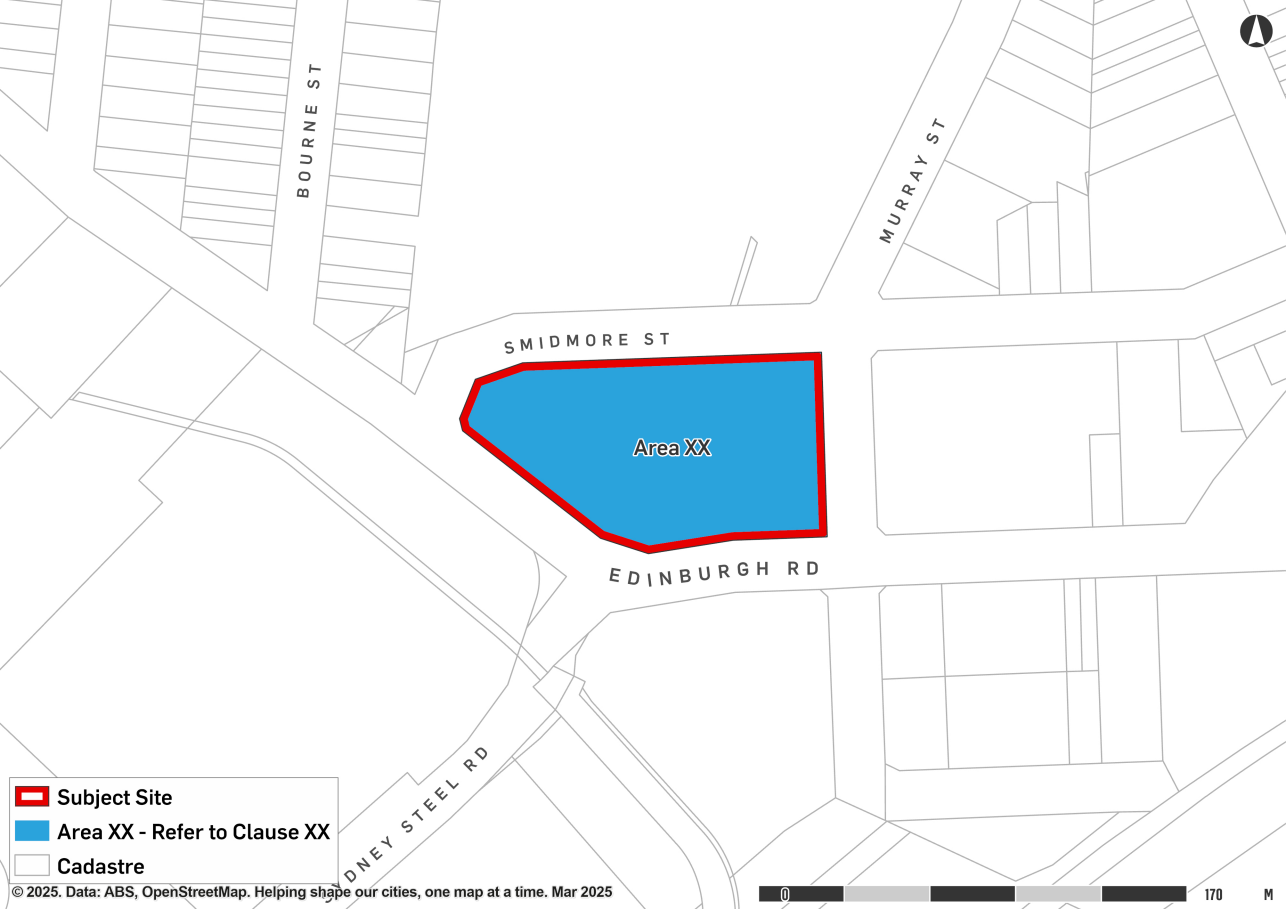 BOURNE ST
MURRAY ST
SMIDMORE ST
Area XX
EDINBURGH RD
YDNEY STEEL RD
Subject Site
Area XX - Refer to Clause XX
Cadastre
© 2025. Data: ABS, OpenStreetMap. Helping shape our cities, one map at a time. Mar 2025
0 170 M